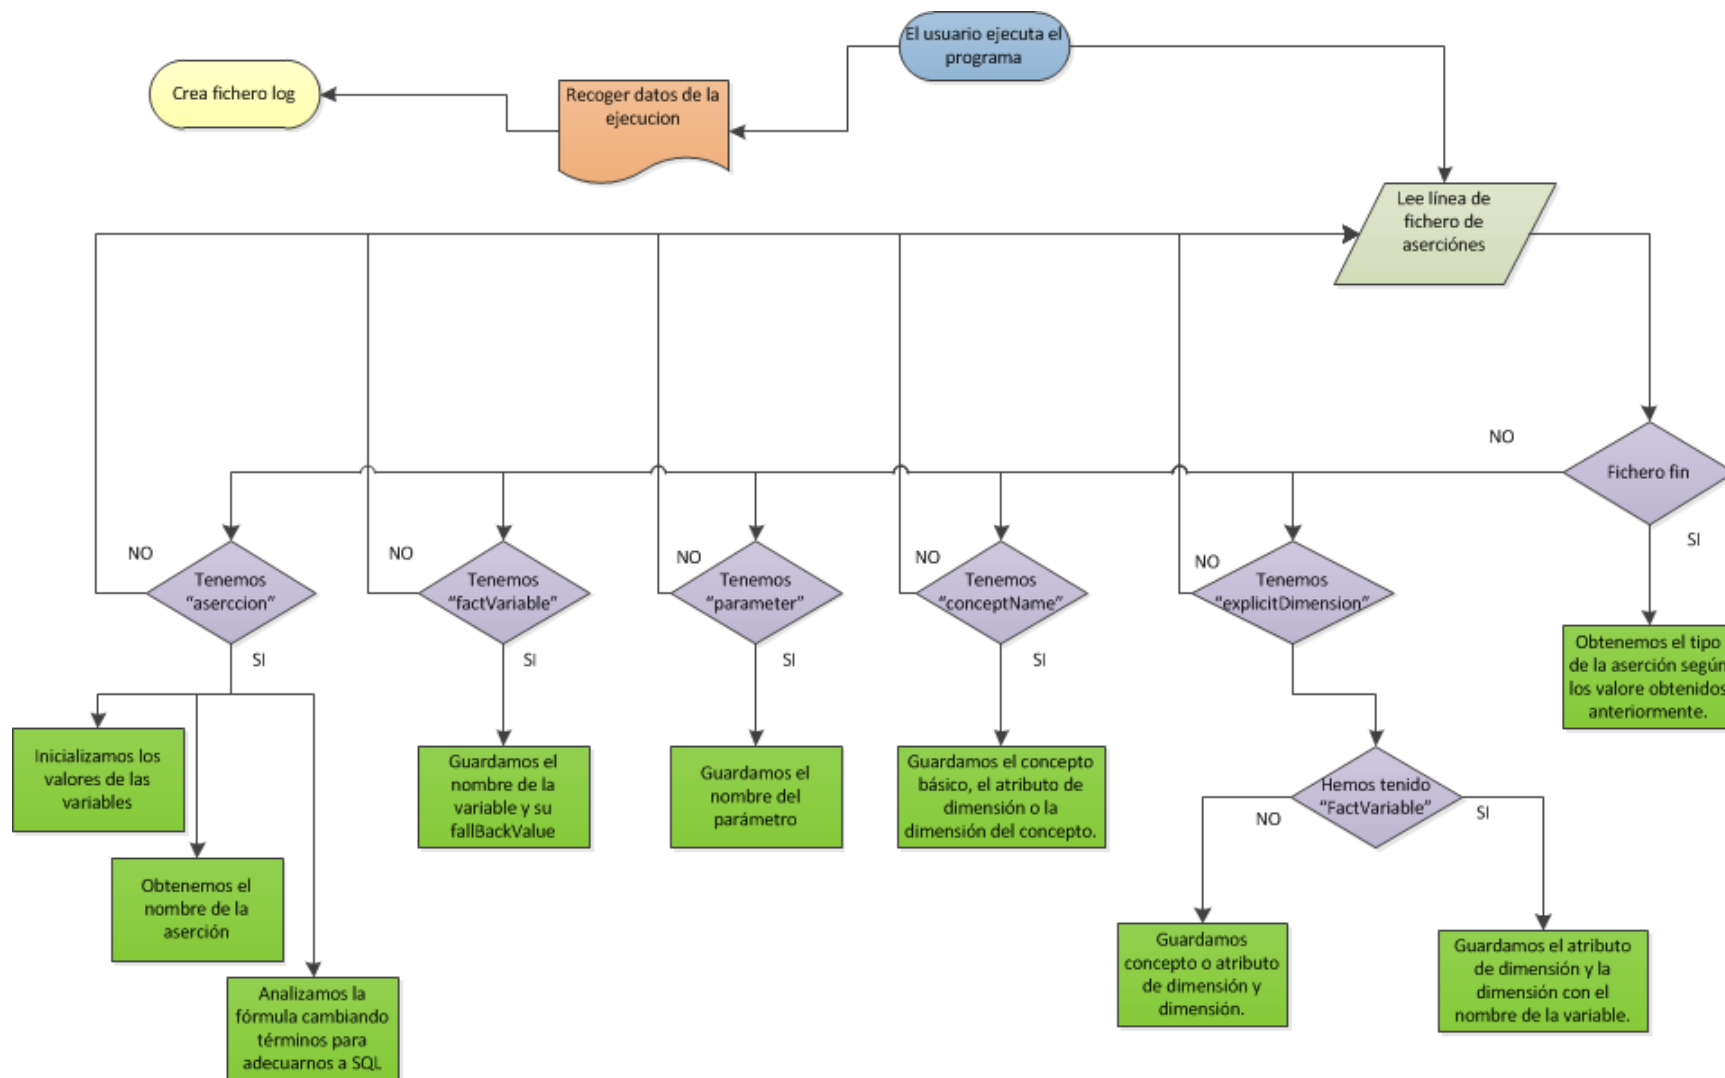 El usuario ejecuta el
programa
Crea fichero log
Recoger datos de la
ejecucion
Lee línea de
fichero de
aserciónes
NO
Fichero fin
SI
NO
Tenemos
“aserccion”
SI
NO
Tenemos
“factVariable”
SI
NO
Tenemos
“parameter”
SI
NO
Tenemos
“conceptName”
SI
NO
Tenemos
“explicitDimension”
Obtenemos el tipo
de la aserción según
los valore obtenidos
anteriormente.
Inicializamos los
valores de las
variables
Obtenemos el
nombre de la
aserción
Analizamos la
fórmula cambiando
términos para
adecuarnos a SQL
Guardamos el
nombre de la
variable y su
fallBackValue
Guardamos el
nombre del
parámetro
Guardamos el concepto
básico, el atributo de
dimensión o la
dimensión del concepto.
Hemos tenido
“FactVariable”
NO
SI
Guardamos
concepto o atributo
de dimensión y
dimensión.
Guardamos el atributo
de dimensión y la
dimensión con el
nombre de la variable.